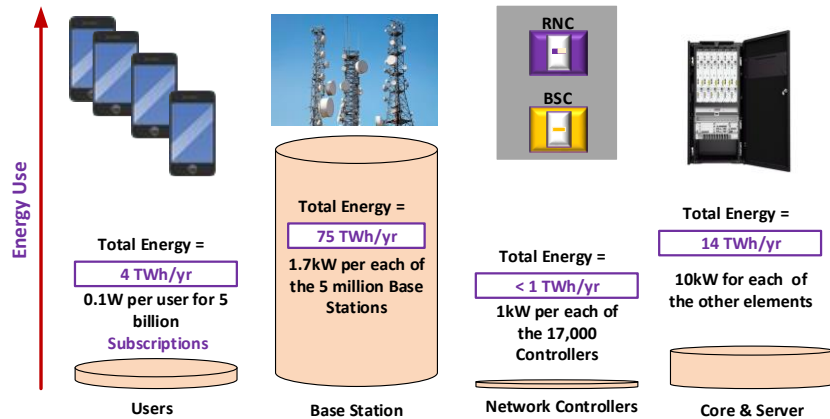 Energy Use
RNC
BSC
Total Energy =
4 TWh/yr
0.1W per user for 5
billion
Subscriptions
Users
Total Energy =
75 TWh/yr
1.7kW per each of
the 5 million Base
Stations
Base Station
Total Energy =
< 1 TWh/yr
1kW per each of
the 17,000
Controllers
Network Controllers
Total Energy =
14 TWh/yr
10kW for each of
the other elements
Core & Server